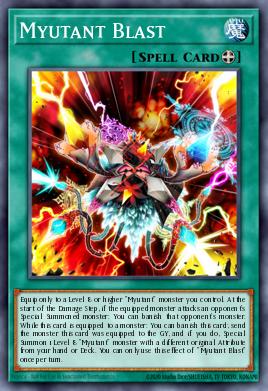 Myutant Blast
魔
[Spell Card]
Equip only to a Level 8 or higher "Myutant" monster you control. At
the start of the Damage Step, if the equipped monster attacks an opponent's
Special Summoned monster: You can banish that opponent's monster.
While this card is equipped to a monster: You can banish this card; send
the monster this card was equipped to the GY, and if you do, Special
Summon 1 Level 8 "Myutant" monster with a different original Attribute
from your hand or Deck. You can only use this effect of "Myutant Blast"
once per turn.